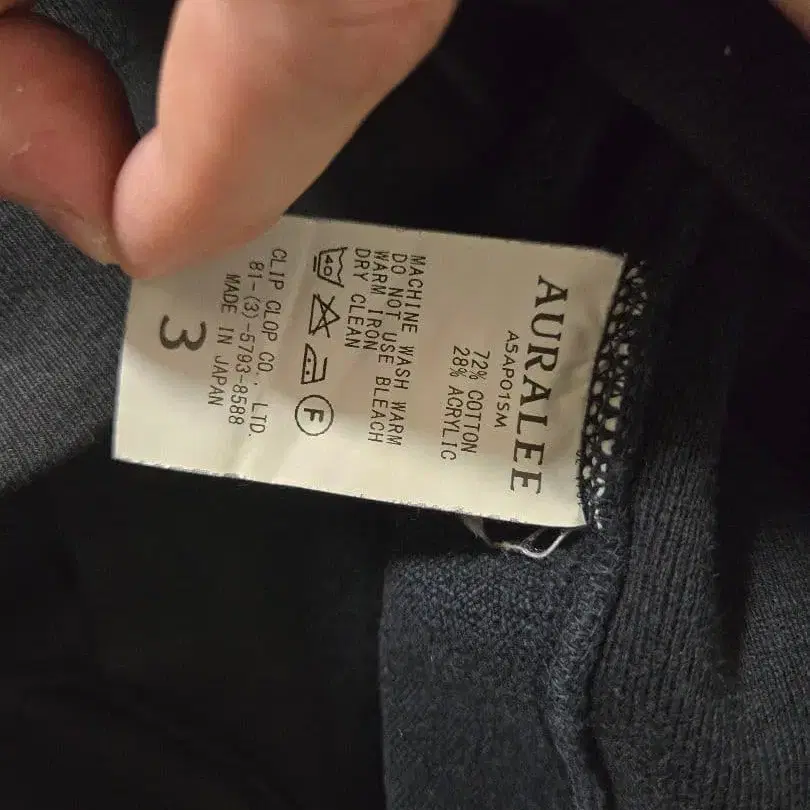 AURALEE
A5AP01SM
72% COTTON
28% ACRYLIC
MACHINE WASH WARM
DO NOT USE BLEACH
WARM IRON
DRY CLEAN
40
F
CLIP CLOP CO., LTD.
81-(3)-5793-8588
MADE IN JAPAN
3